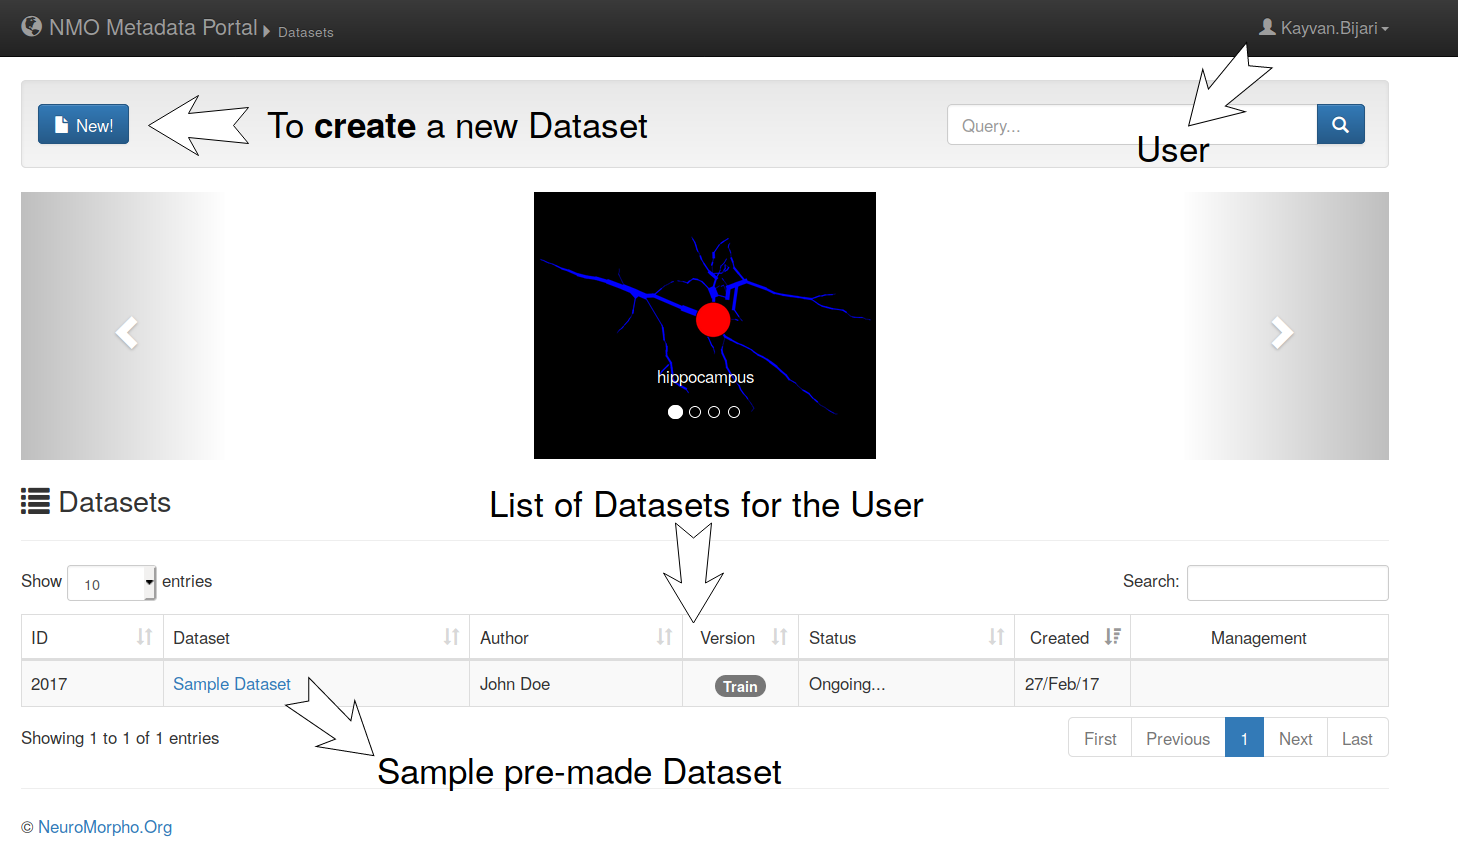 NMO Metadata Portal Datasets Kayvan.Bijari
New! To create a new Dataset Query...
User
hippocampus
Datasets List of Datasets for the User
Show 10 entries Search:
ID Dataset Author Version Status Created Management
2017 Sample Dataset John Doe Train Ongoing... 27/Feb/17
Showing 1 to 1 of 1 entries First Previous 1 Next Last
Sample pre-made Dataset
© NeuroMorpho.Org